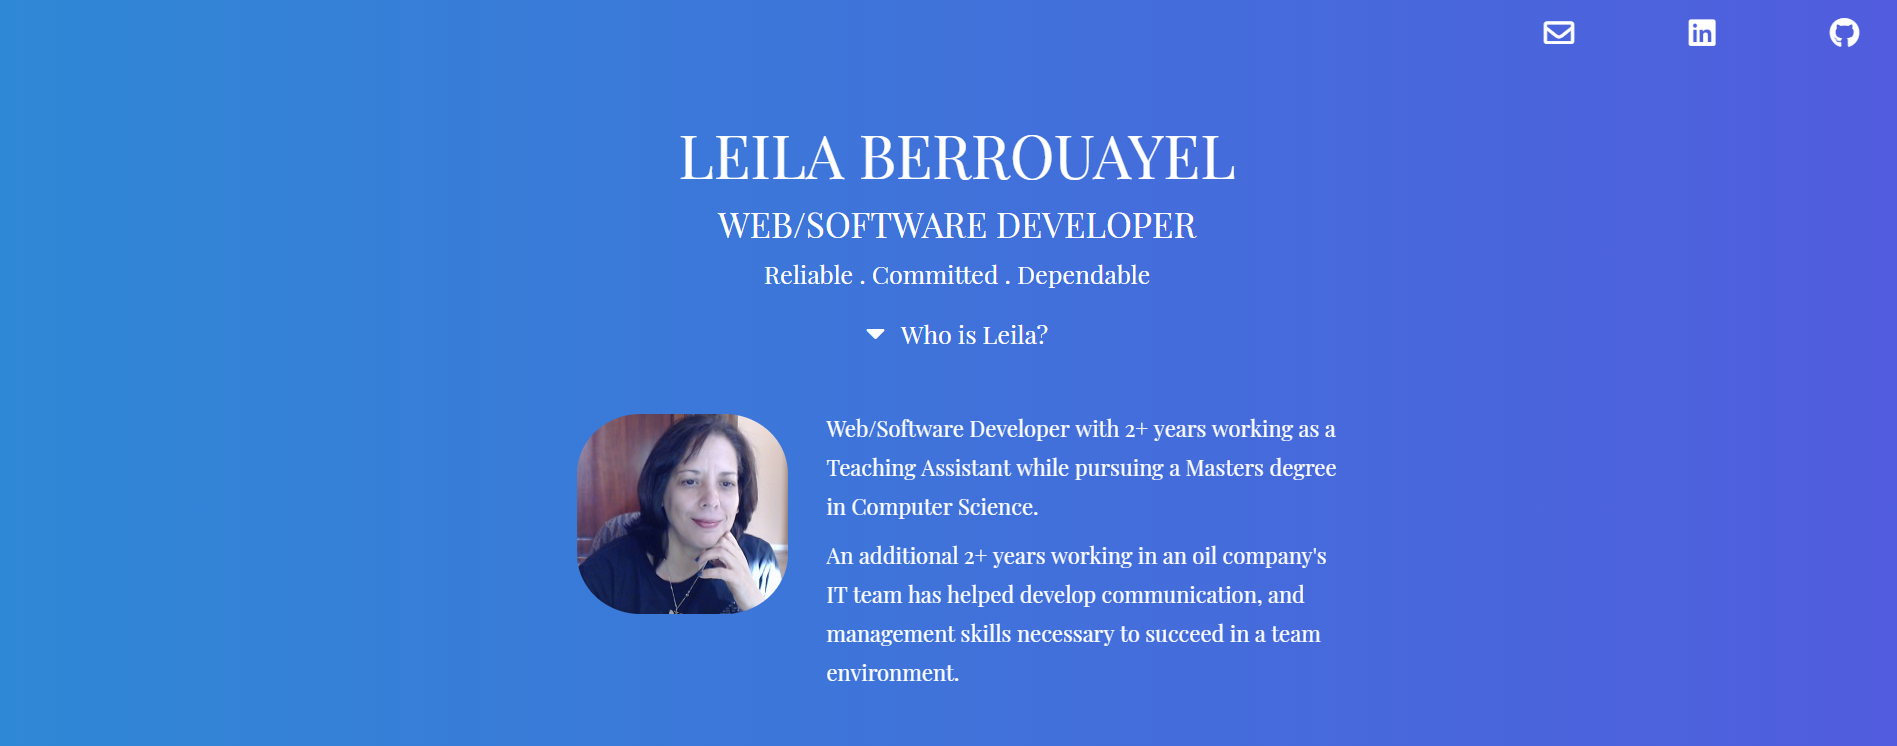 LEILA BERROUAYEL
WEB/SOFTWARE DEVELOPER
Reliable . Committed . Dependable
Who is Leila?
Web/Software Developer with 2+ years working as a
Teaching Assistant while pursuing a Masters degree
in Computer Science.
An additional 2+ years working in an oil company's
IT team has helped develop communication, and
management skills necessary to succeed in a team
environment.